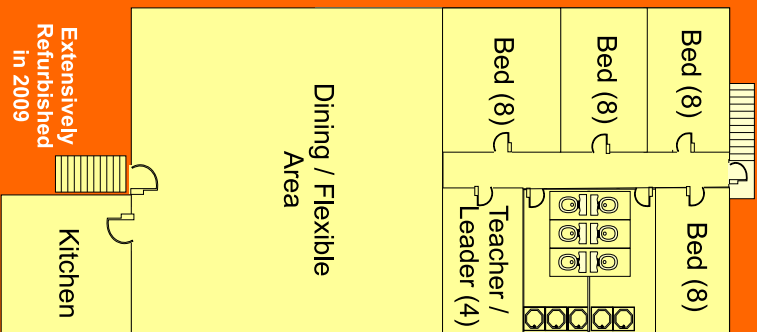 Extensively
Refurbished
in 2009
Kitchen
Dining / Flexible
Area
Bed (8)
Bed (8)
Bed (8)
Teacher /
Leader (4)
Bed (8)